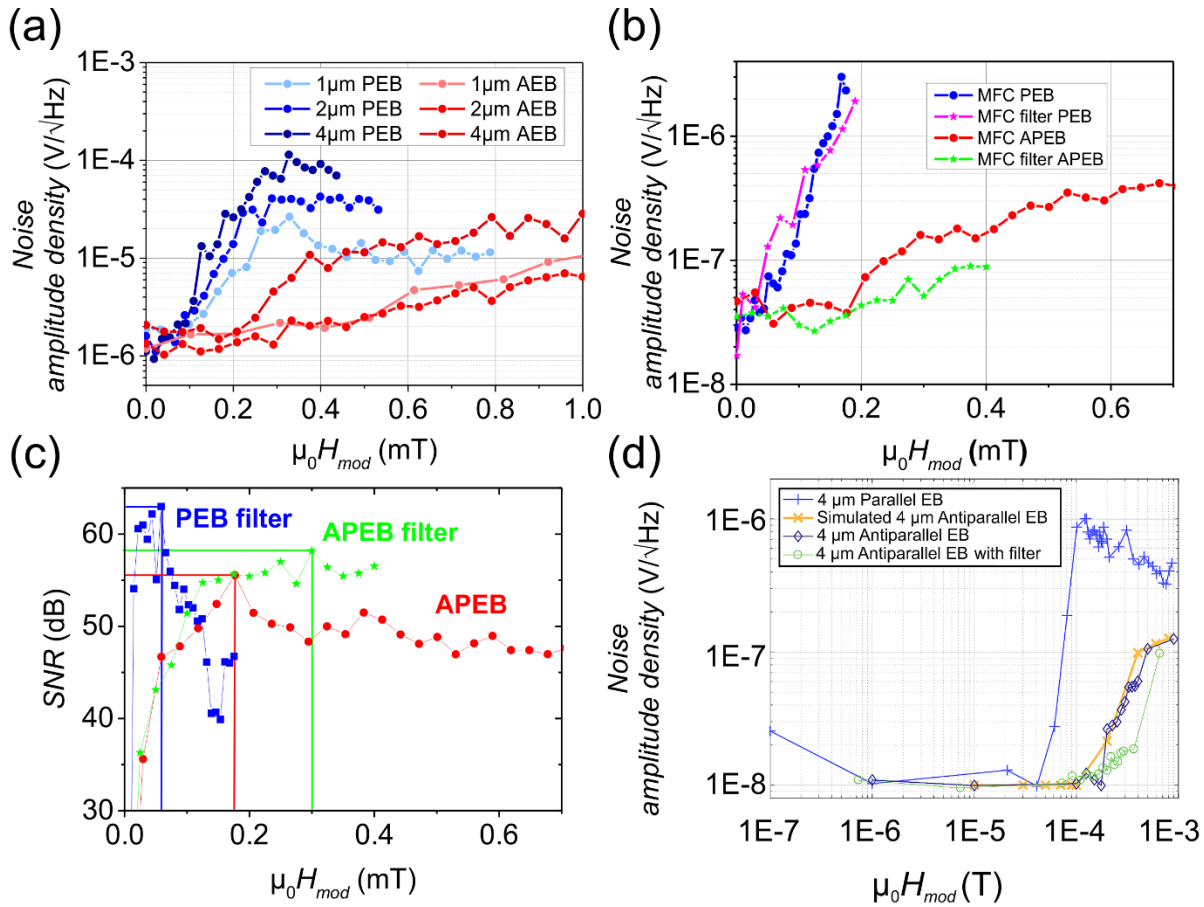 (a)
1E-3
1E-4
1E-5
1E-6
Noise
amplitude density (V/√Hz)
1µm PEB
2µm PEB
4µm PEB
1µm AEB
2µm AEB
4µm AEB
0.0 0.2 0.4 0.6 0.8 1.0
µ0Hmod (mT)
(b)
1E-6
1E-7
1E-8
Noise
amplitude density (V/√Hz)
MFC PEB
MFC filter PEB
MFC APEB
MFC filter APEB
0.0 0.2 0.4 0.6
µ0Hmod (mT)
(c)
60
50
40
30
SNR (dB)
PEB filter
APEB filter
APEB
0.0 0.2 0.4 0.6
µ0Hmod (mT)
(d)
4 µm Parallel EB
Simulated 4 µm Antiparallel EB
4 µm Antiparallel EB
4 µm Antiparallel EB with filter
1E-6
1E-7
1E-8
Noise
amplitude density (V/√Hz)
1E-7 1E-6 1E-5 1E-4 1E-3
µ0Hmod (T)